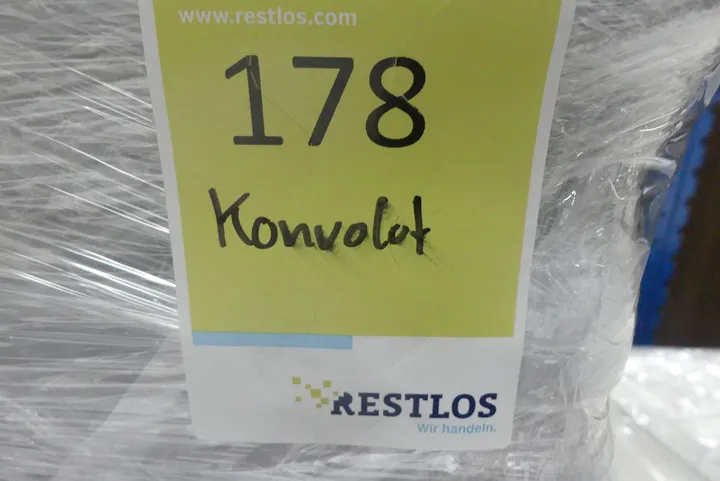 www.restlos.com
178
Konvolut
RESTLOS
Wir handeln.